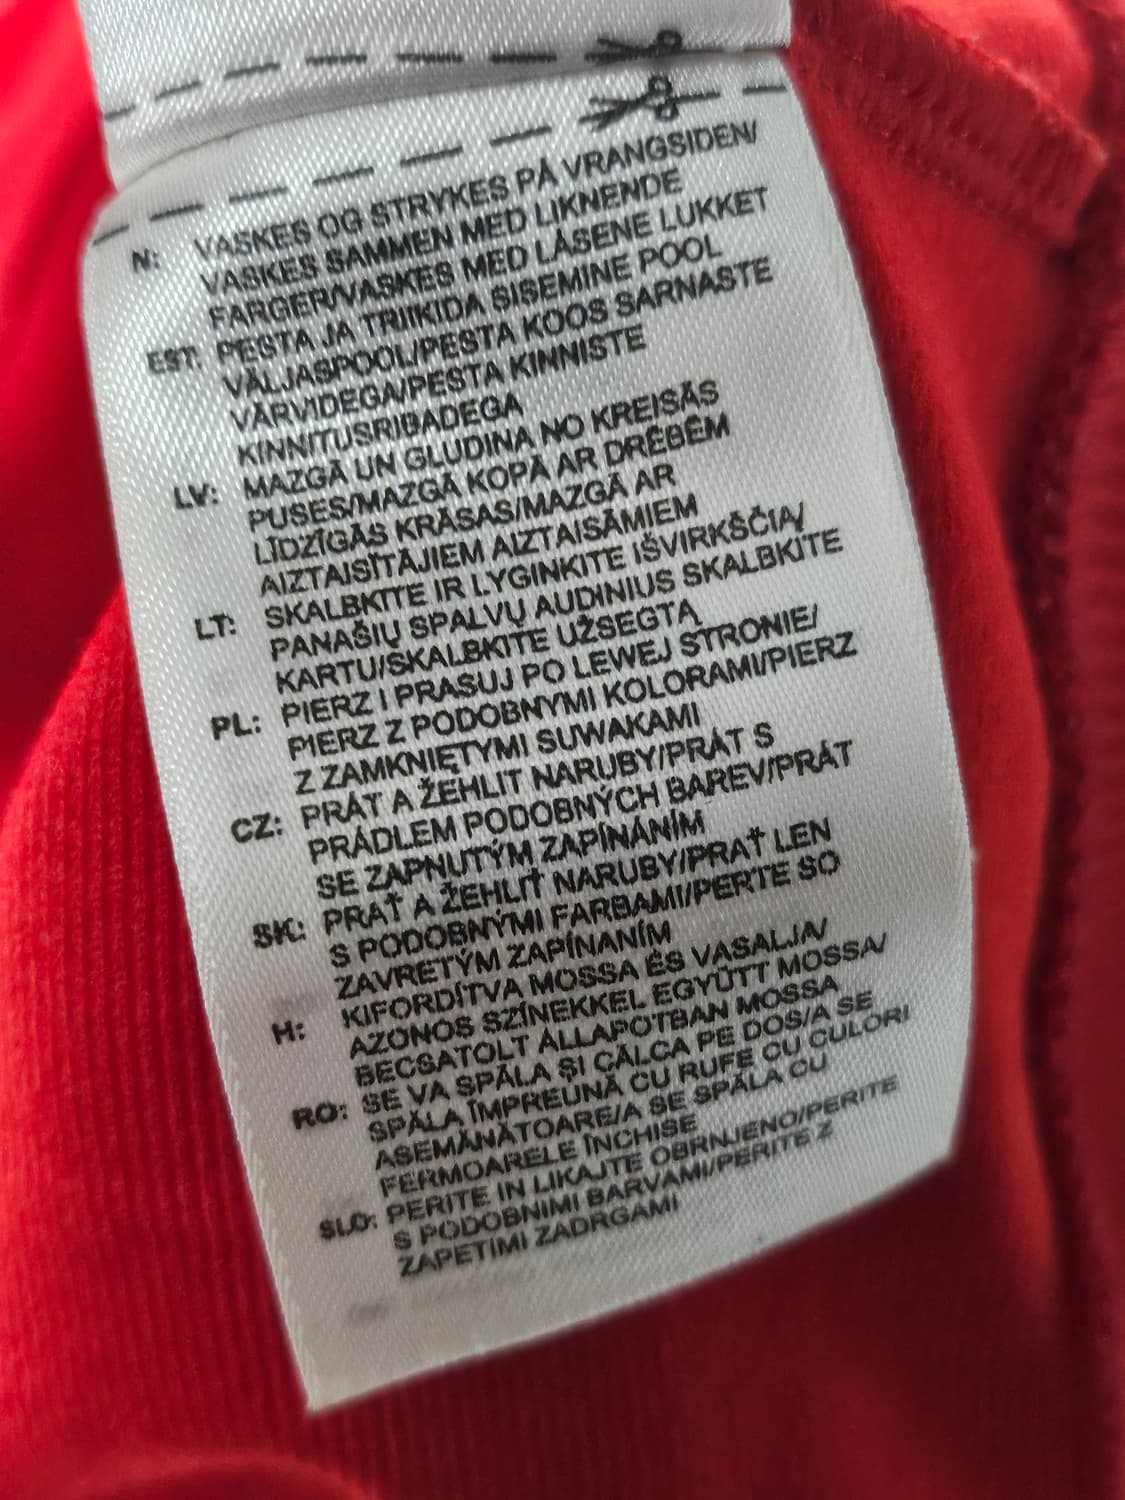 N: VASKES OG STRYKES PÅ VRANGSIDEN/
VASKES SAMMEN MED LIKNENDE
FARGER/VASKES MED LÅSENE LUKKET
EST: PESTA JA TRIIKIDA SISEMINE POOL
VÄLJASPOOL/PESTA KOOS SARNASTE
VÄRVIDEGA/PESTA KINNISTE
KINNITUSRIBADEGA
LV: MAZGĀ UN GLUDINA NO KREISĀS
PUSES/MAZGĀ KOPĀ AR DRĒBĒM
LĪDZĪGĀS KRĀSAS/MAZGĀ AR
AIZTAISĪTĀJIEM AIZTAISĀMIEM
LT: SKALBKITE IR LYGINKITE IŠVIRKŠČIA/
PANAŠIŲ SPALVŲ AUDINIUS SKALBKITE
KARTU/SKALBKITE UŽSEGTĄ
PL: PIERZ I PRASUJ PO LEWEJ STRONIE/
PIERZ Z PODOBNYMI KOLORAMI/PIERZ
Z ZAMKNIĘTYMI SUWAKAMI
CZ: PRÁT A ŽEHLIT NARUBY/PRÁT S
PRÁDLEM PODOBNÝCH BAREV/PRÁT
SE ZAPNUTÝM ZAPÍNÁNÍM
SK: PRAŤ A ŽEHLIŤ NARUBY/PRAŤ LEN
S PODOBNÝMI FARBAMI/PERTE SO
ZAVRETÝM ZAPÍNANÍM
H: KIFORDÍTVA MOSSA ÉS VASALJA/
AZONOS SZÍNEKKEL EGYÜTT MOSSA/
BECSATOLT ÁLLAPOTBAN MOSSA
RO: SE VA SPĂLA ŞI CĂLCA PE DOS/A SE
SPĂLA ÎMPREUNĂ CU RUFE CU CULORI
ASEMĂNĂTOARE/A SE SPĂLA CU
FERMOARELE ÎNCHISE
SLO: PERITE IN LIKAJTE OBRNJENO/PERITE
S PODOBNIMI BARVAMI/PERITE Z
ZAPETIMI ZADRGAMI